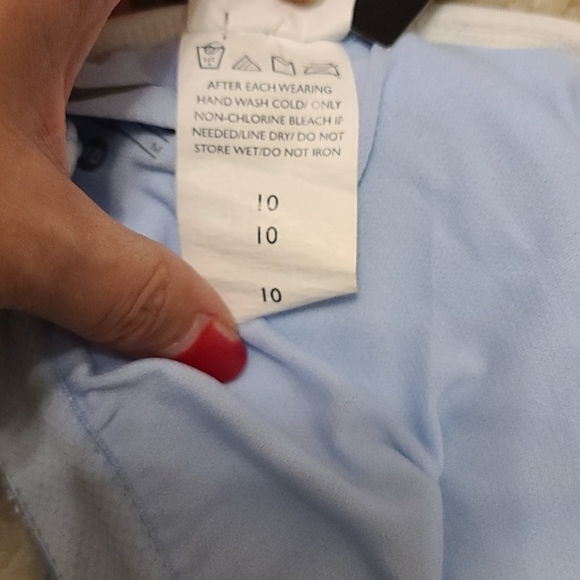 AFTER EACH WEARING
HAND WASH COLD/ ONLY
NON-CHLORINE BLEACH IF
NEEDED/LINE DRY/ DO NOT
STORE WET/DO NOT IRON
10
10
10